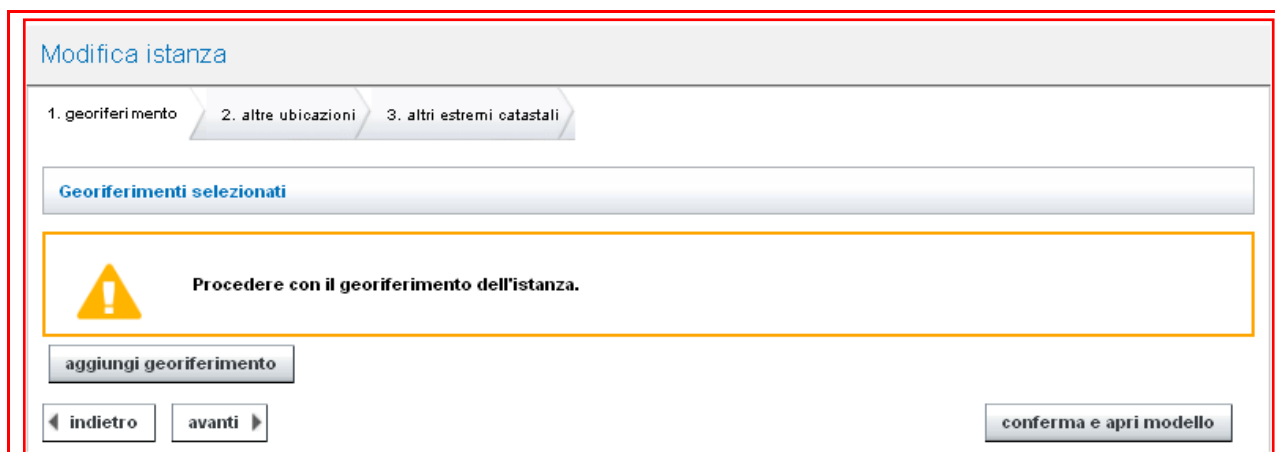 Modifica istanza
1. georiferimento 2. altre ubicazioni 3. altri estremi catastali
Georiferimenti selezionati
Procedere con il georiferimento dell'istanza.
aggiungi georiferimento
indietro avanti conferma e apri modello